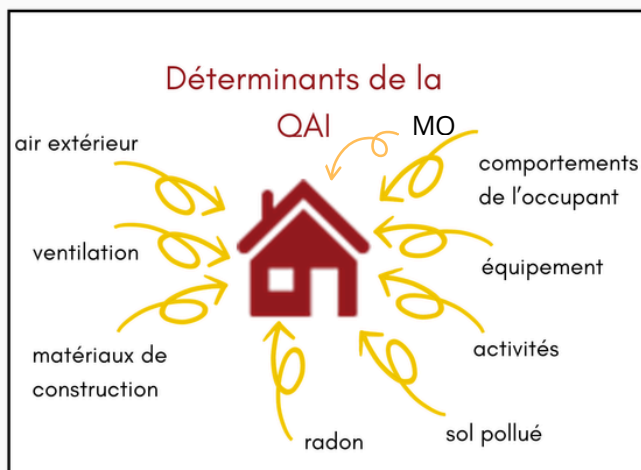 Déterminants de la
QAI
MO
air extérieur
ventilation
matériaux de
construction
radon
sol pollué
activités
équipement
comportements
de l'occupant